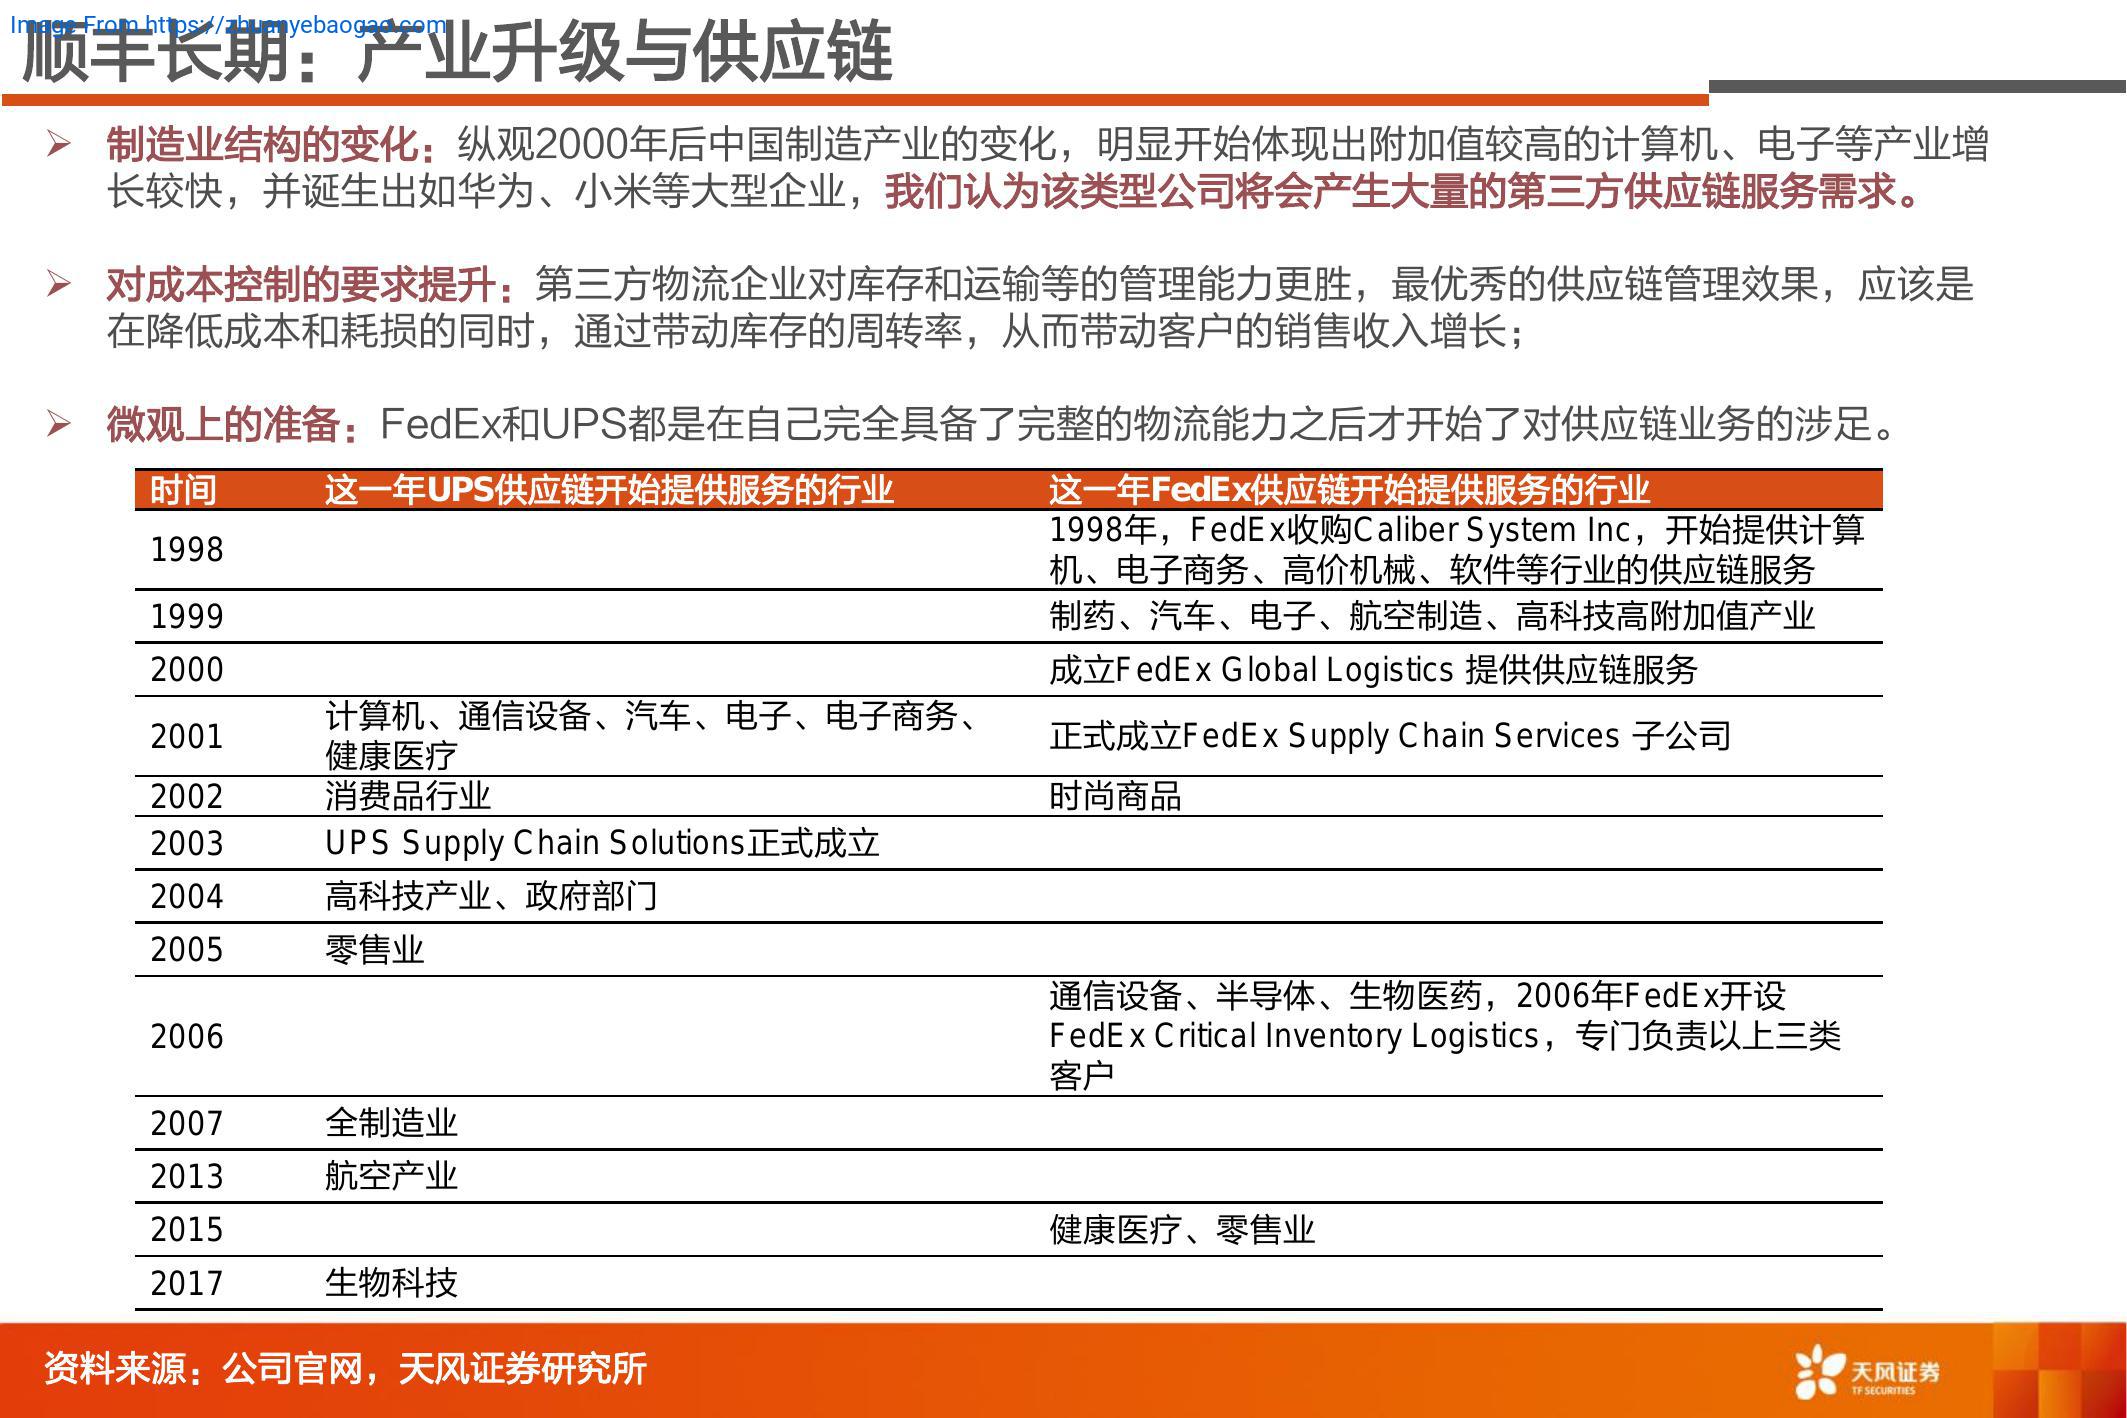 Image From https://zhuanyebaogao.com
顺丰长期：产业升级与供应链
制造业结构的变化：纵观2000年后中国制造产业的变化，明显开始体现出附加值较高的计算机、电子等产业增
长较快，并诞生出如华为、小米等大型企业，我们认为该类型公司将会产生大量的第三方供应链服务需求。
对成本控制的要求提升：第三方物流企业对库存和运输等的管理能力更胜，最优秀的供应链管理效果，应该是
在降低成本和耗损的同时，通过带动库存的周转率，从而带动客户的销售收入增长；
微观上的准备：FedEx和UPS都是在自己完全具备了完整的物流能力之后才开始了对供应链业务的涉足。
时间 这一年UPS供应链开始提供服务的行业 这一年FedEx供应链开始提供服务的行业
1998 1998年，FedEx收购Caliber System Inc，开始提供计算
机、电子商务、高价机械、软件等行业的供应链服务
1999 制药、汽车、电子、航空制造、高科技高附加值产业
2000 成立FedEx Global Logistics 提供供应链服务
2001 计算机、通信设备、汽车、电子、电子商务、
健康医疗
正式成立FedEx Supply Chain Services 子公司
2002 消费品行业 时尚商品
2003 UPS Supply Chain Solutions正式成立
2004 高科技产业、政府部门
2005 零售业
2006 通信设备、半导体、生物医药，2006年FedEx开设
FedEx Critical Inventory Logistics，专门负责以上三类
客户
2007 全制造业
2013 航空产业
2015 健康医疗、零售业
2017 生物科技
资料来源：公司官网，天风证券研究所
天风证券
TF SECURITIES